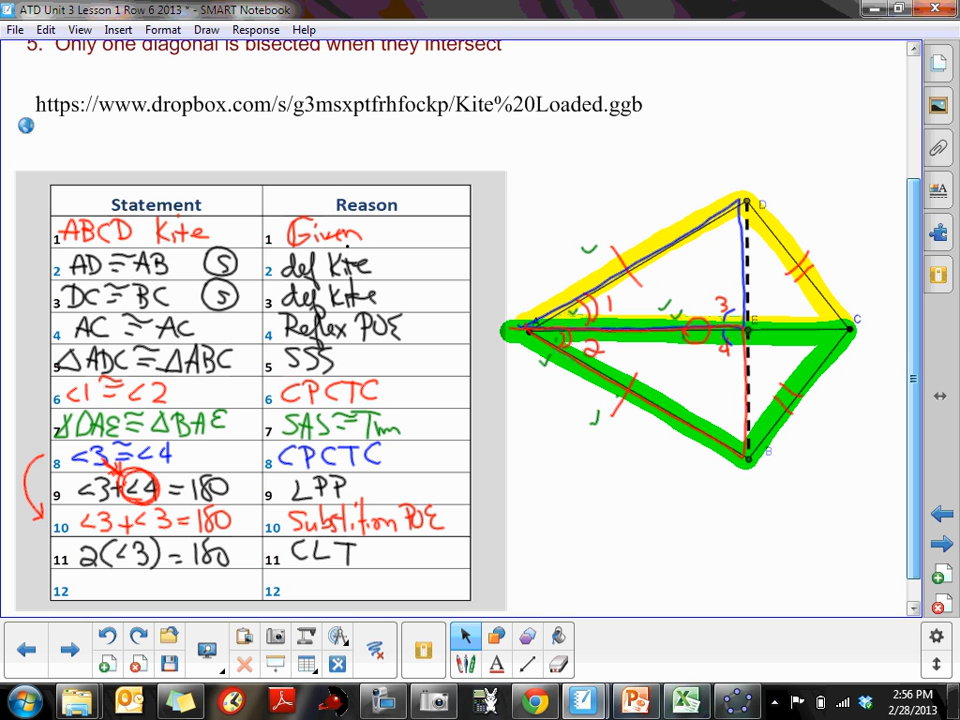 ATD Unit 3 Lesson 1 Row 6 2013 * - SMART Notebook
File Edit View Insert Format Draw Response Help
5. Only one diagonal is bisected when they intersect
https://www.dropbox.com/s/g3msxptfrhfockp/Kite%20Loaded.ggb
Statement Reason
1 ABCD Kite 1 Given
2 AD ≅ AB (S) 2 def Kite
3 DC ≅ BC (S) 3 def Kite
4 AC ≅ AC 4 Reflex POE
5 △ADC ≅ △ABC 5 SSS
6 <1 ≅ <2 6 CPCTC
7 △DAE ≅ △BAE 7 SAS ≅ Tm
8 <3 ≅ <4 8 CPCTC
9 <3 + <4 = 180 9 LPP
10 <3 + <3 = 180 10 Substition POE
11 2(<3) = 180 11 CLT
12 12
D
1
3
A
E
C
2
4
B
2:56 PM
2/28/2013